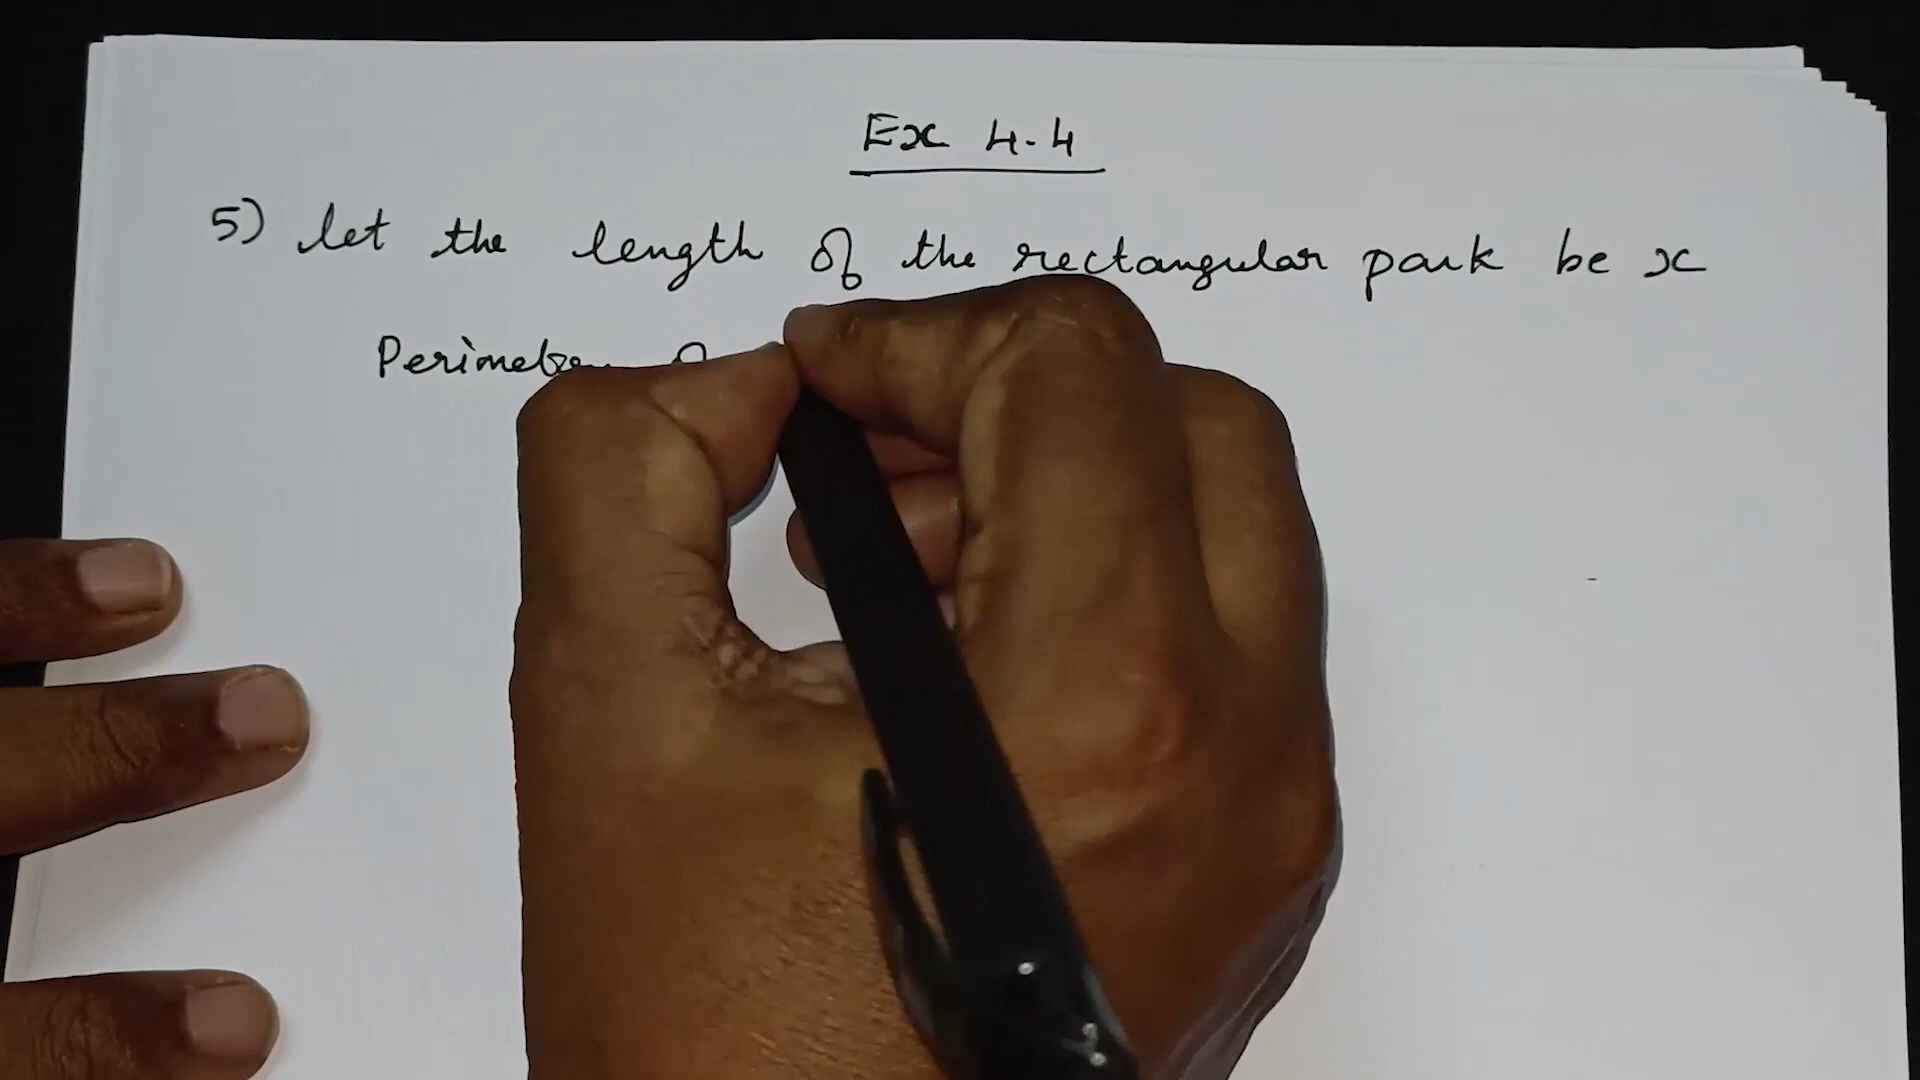 Ex 4.4
5) let the length of the rectangular park be x
Perimeter